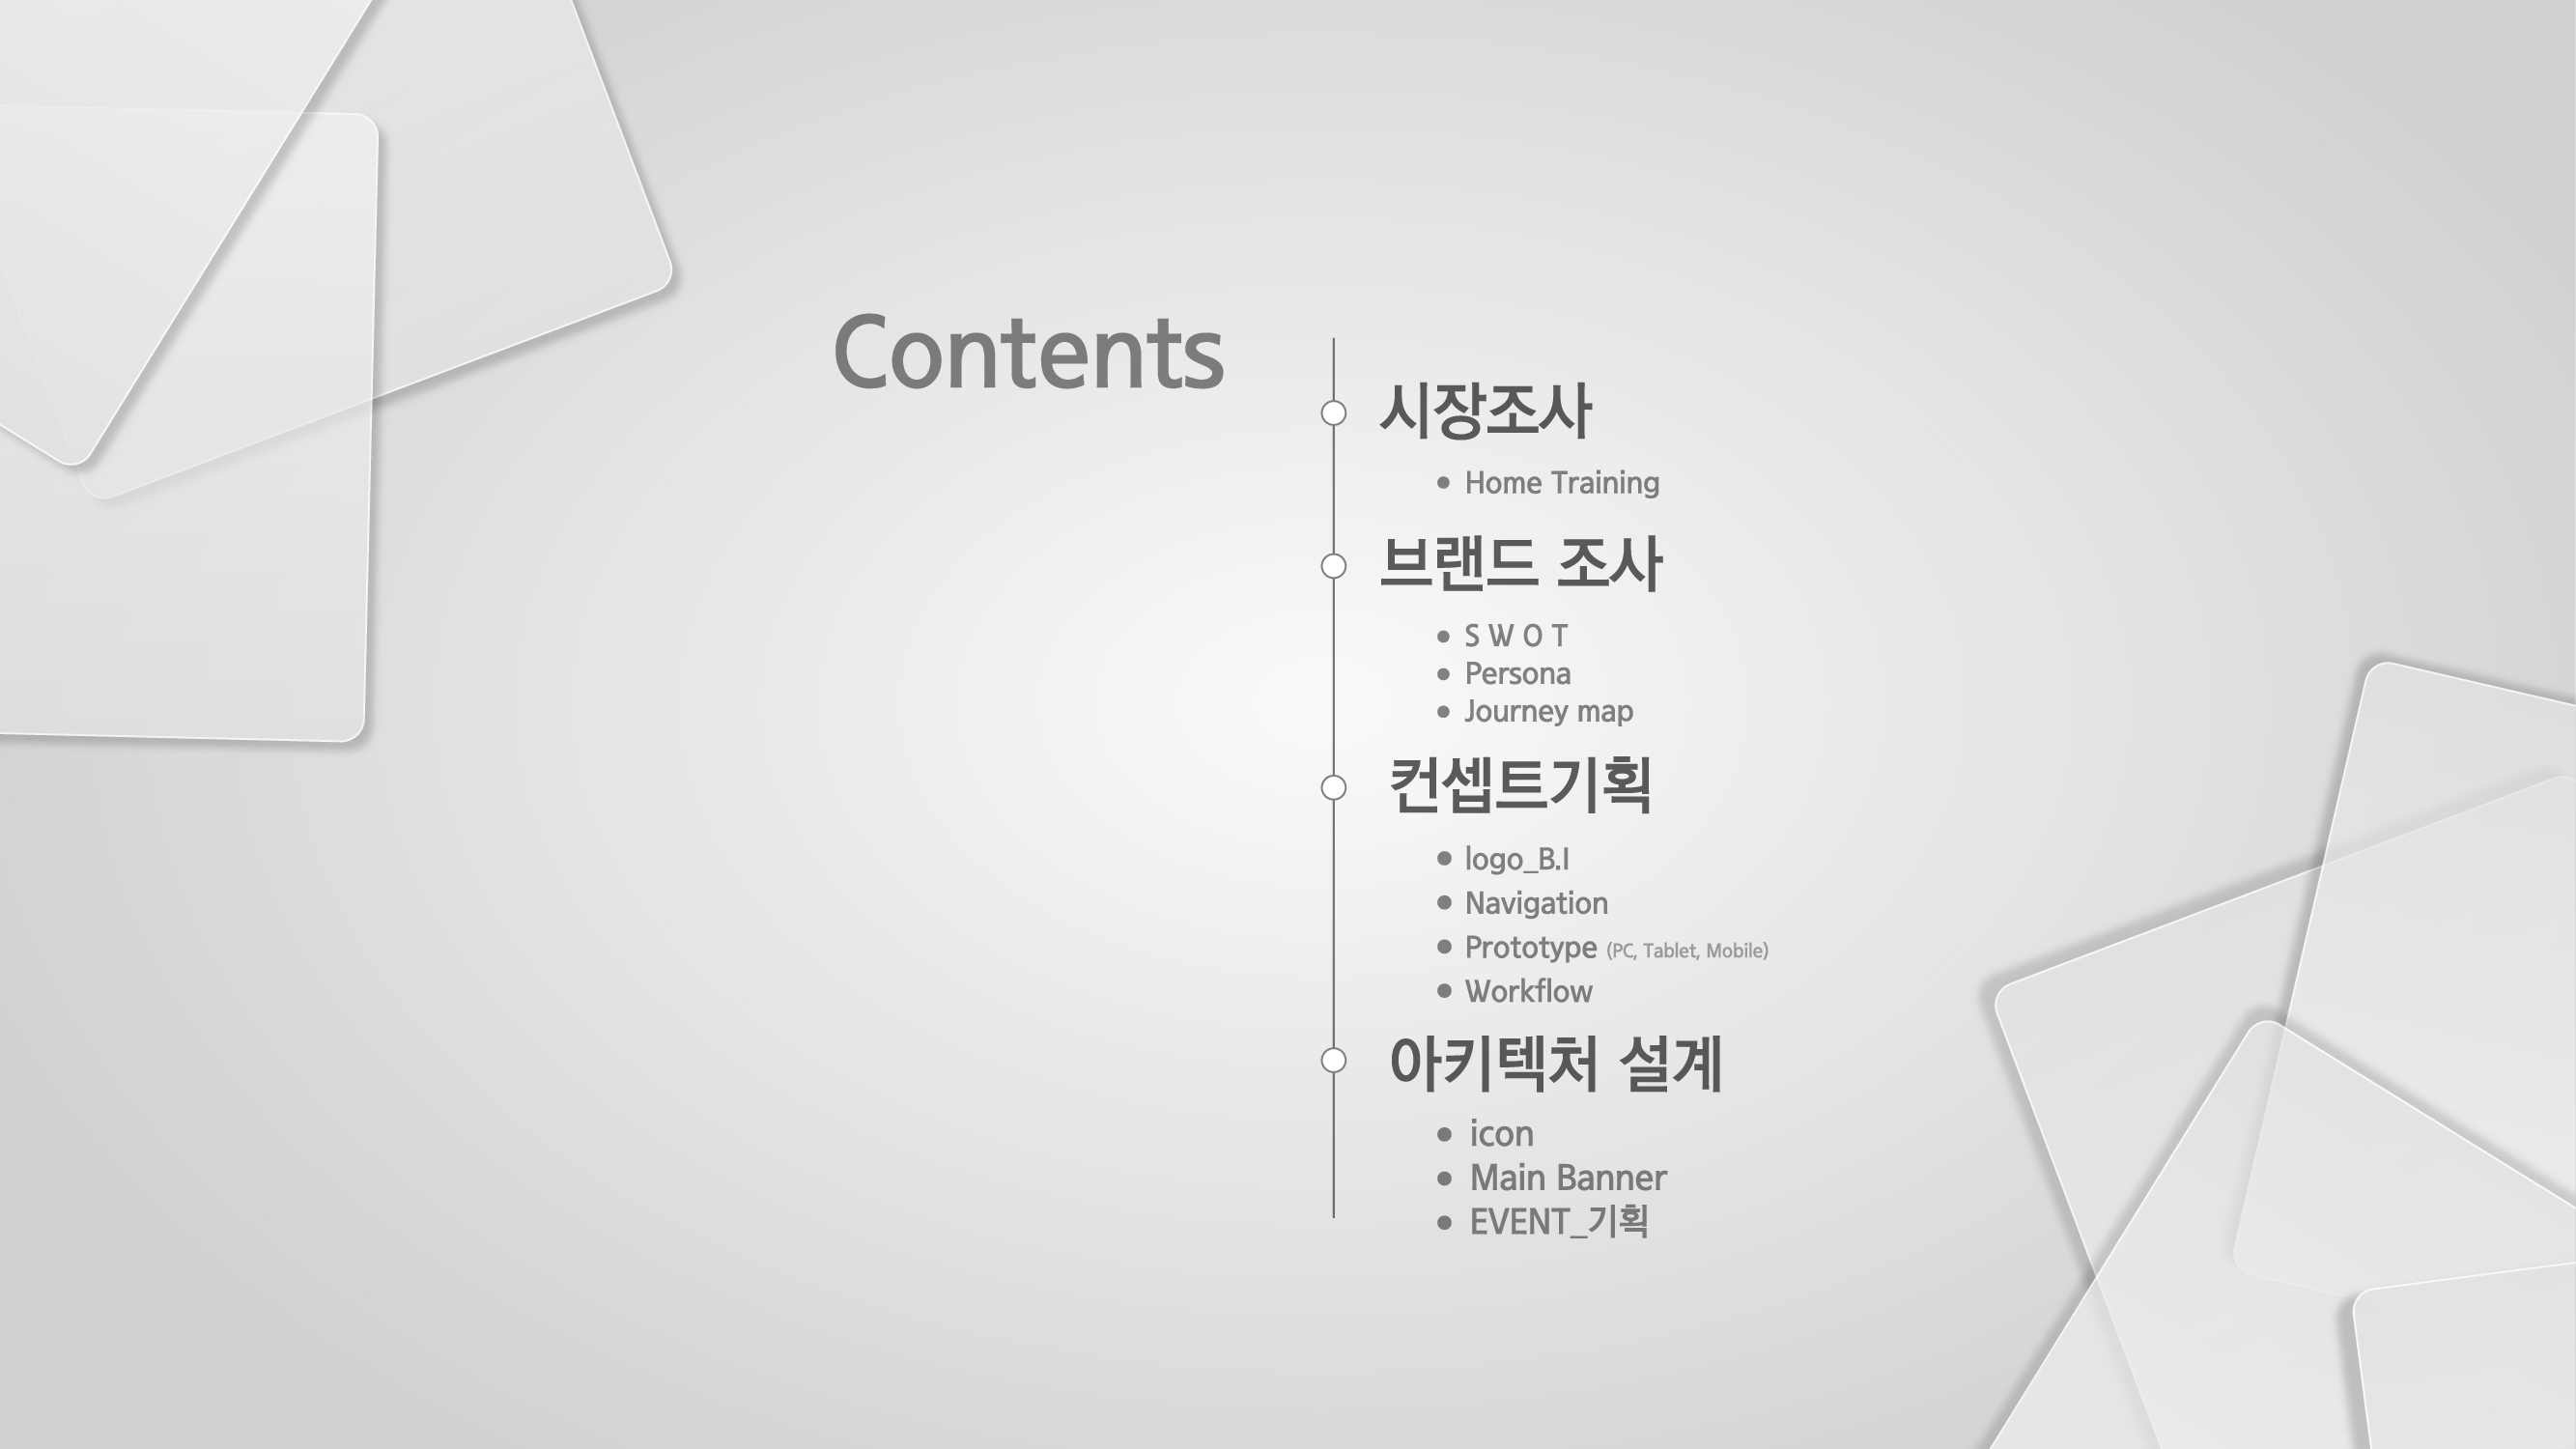 Contents
시장조사
• Home Training
브랜드 조사
• S W O T
• Persona
• Journey map
컨셉트기획
• logo_B.I
• Navigation
• Prototype (PC, Tablet, Mobile)
• Workflow
아키텍처 설계
• icon
• Main Banner
• EVENT_기획